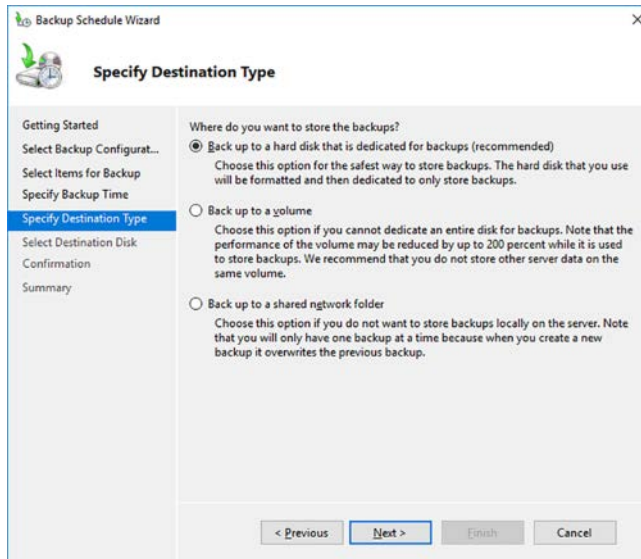 Backup Schedule Wizard
Specify Destination Type
Getting Started
Select Backup Configurat...
Select Items for Backup
Specify Backup Time
Specify Destination Type
Select Destination Disk
Confirmation
Summary
Where do you want to store the backups?
Back up to a hard disk that is dedicated for backups (recommended)
Choose this option for the safest way to store backups. The hard disk that you use
will be formatted and then dedicated to only store backups.
Back up to a volume
Choose this option if you cannot dedicate an entire disk for backups. Note that the
performance of the volume may be reduced by up to 200 percent while it is used
to store backups. We recommend that you do not store other server data on the
same volume.
Back up to a shared network folder
Choose this option if you do not want to store backups locally on the server. Note
that you will only have one backup at a time because when you create a new
backup it overwrites the previous backup.
< Previous
Next >
Finish
Cancel